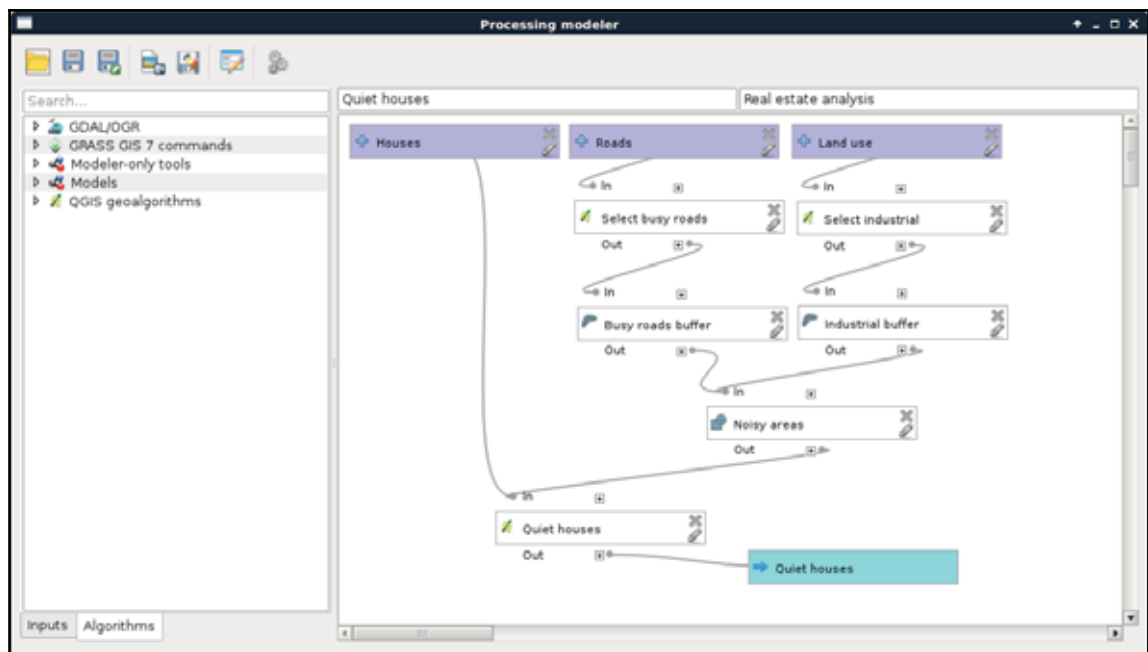 Processing modeler
Search...
Quiet houses
Real estate analysis
GDAL/OGR
GRASS GIS 7 commands
Modeler-only tools
Models
QGIS geoalgorithms
Houses
Roads
Land use
In
In
Select busy roads
Select industrial
Out
Out
In
In
Busy roads buffer
Industrial buffer
Out
Out
In
Noisy areas
Out
In
Quiet houses
Out
Quiet houses
Inputs
Algorithms